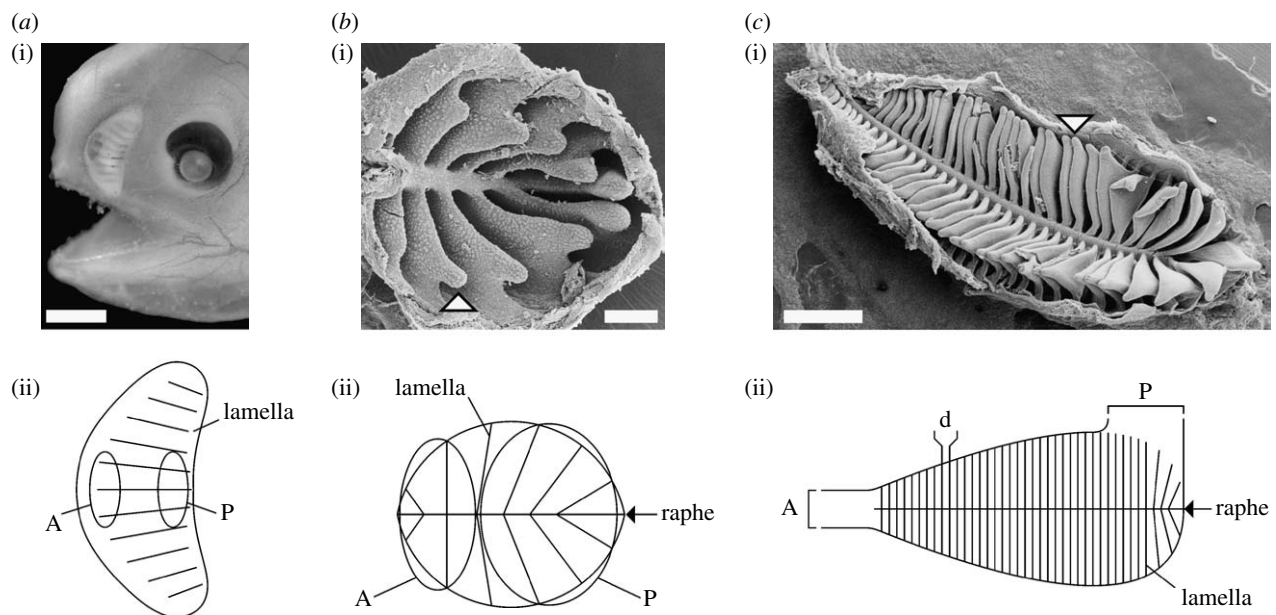 (a)
(b)
(c)
(i)
(i)
(i)
(ii)
lamella
A
P
(ii)
lamella
raphe
A
P
(ii)
P
d
A
raphe
lamella